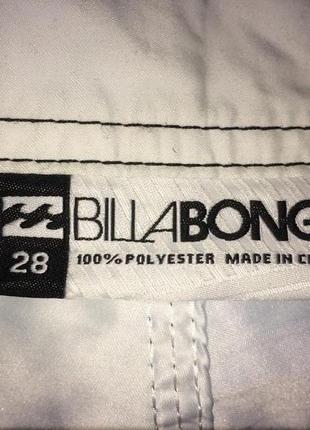 BILLABONG
28
100% POLYESTER MADE IN